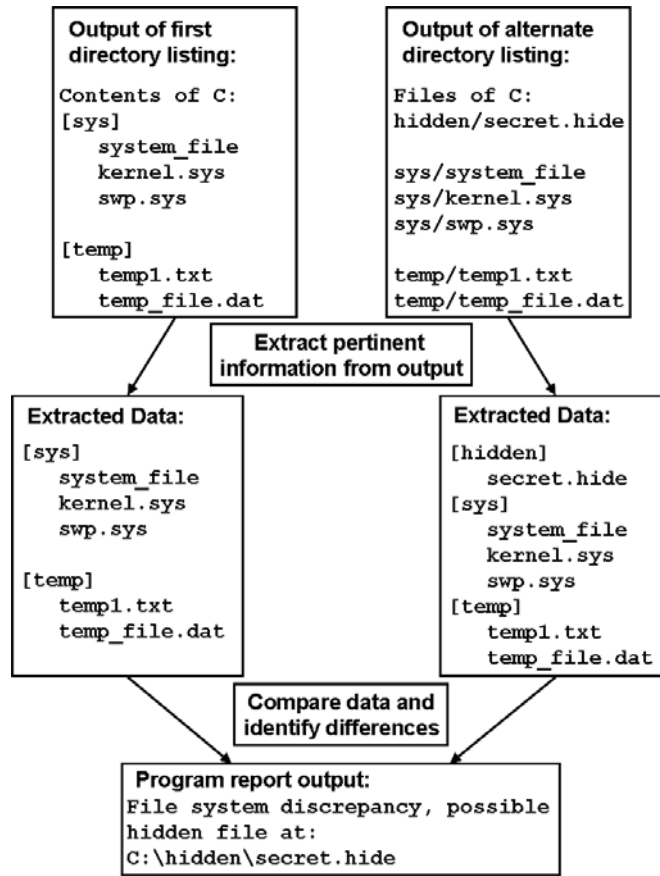 Output of first
directory listing:
Contents of C:
[sys]
system_file
kernel.sys
swp.sys
[temp]
temp1.txt
temp_file.dat
Output of alternate
directory listing:
Files of C:
hidden/secret.hide
sys/system_file
sys/kernel.sys
sys/swp.sys
temp/temp1.txt
temp/temp_file.dat
Extract pertinent
information from output
Extracted Data:
[sys]
system_file
kernel.sys
swp.sys
[temp]
temp1.txt
temp_file.dat
Extracted Data:
[hidden]
secret.hide
[sys]
system_file
kernel.sys
swp.sys
[temp]
temp1.txt
temp_file.dat
Compare data and
identify differences
Program report output:
File system discrepancy, possible
hidden file at:
C:\hidden\secret.hide